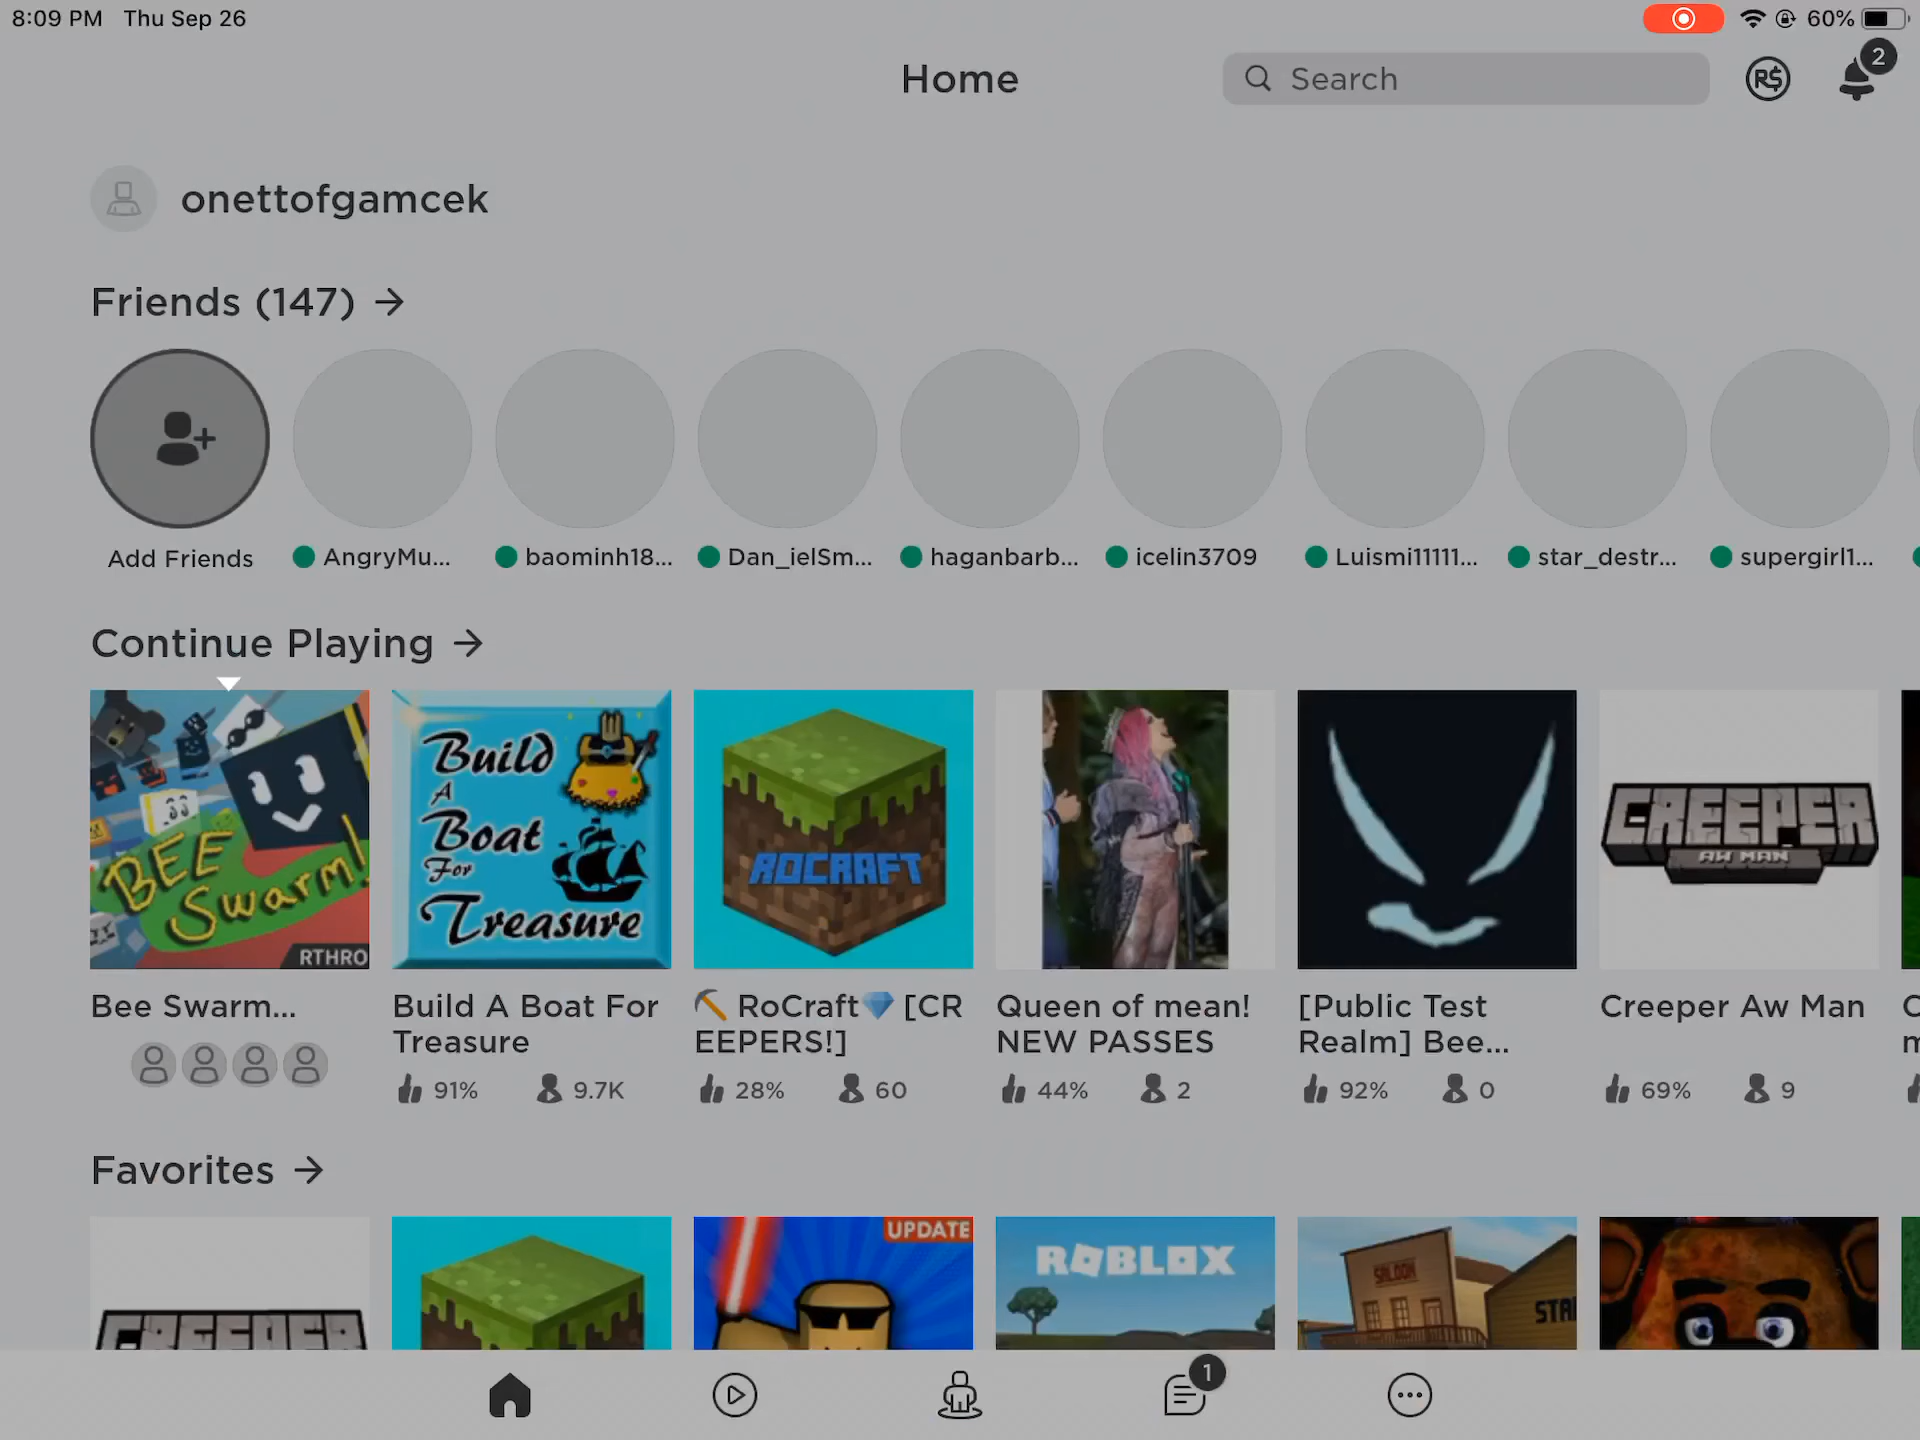 8:09 PM Thu Sep 26
60%
Home
Search
R$
2
onettofgamcek
Friends (147)
Add Friends
AngryMu...
baominh18...
Dan_ielSm...
haganbarb...
icelin3709
Luismi11111...
star_destr...
supergirl1...
Continue Playing
BEE
Swarm!
RTHRO
Build
A
Boat
For
Treasure
ROCRAFT
CREEPER
AW MAN
Bee Swarm...
Build A Boat For
Treasure
91% 9.7K
⛏️ RoCraft💎 [CR
EEPERS!]
28% 60
Queen of mean!
NEW PASSES
44% 2
[Public Test
Realm] Bee...
92% 0
Creeper Aw Man
69% 9
Favorites
CREEPER
UPDATE
ROBLOX
SALOON
STA
1